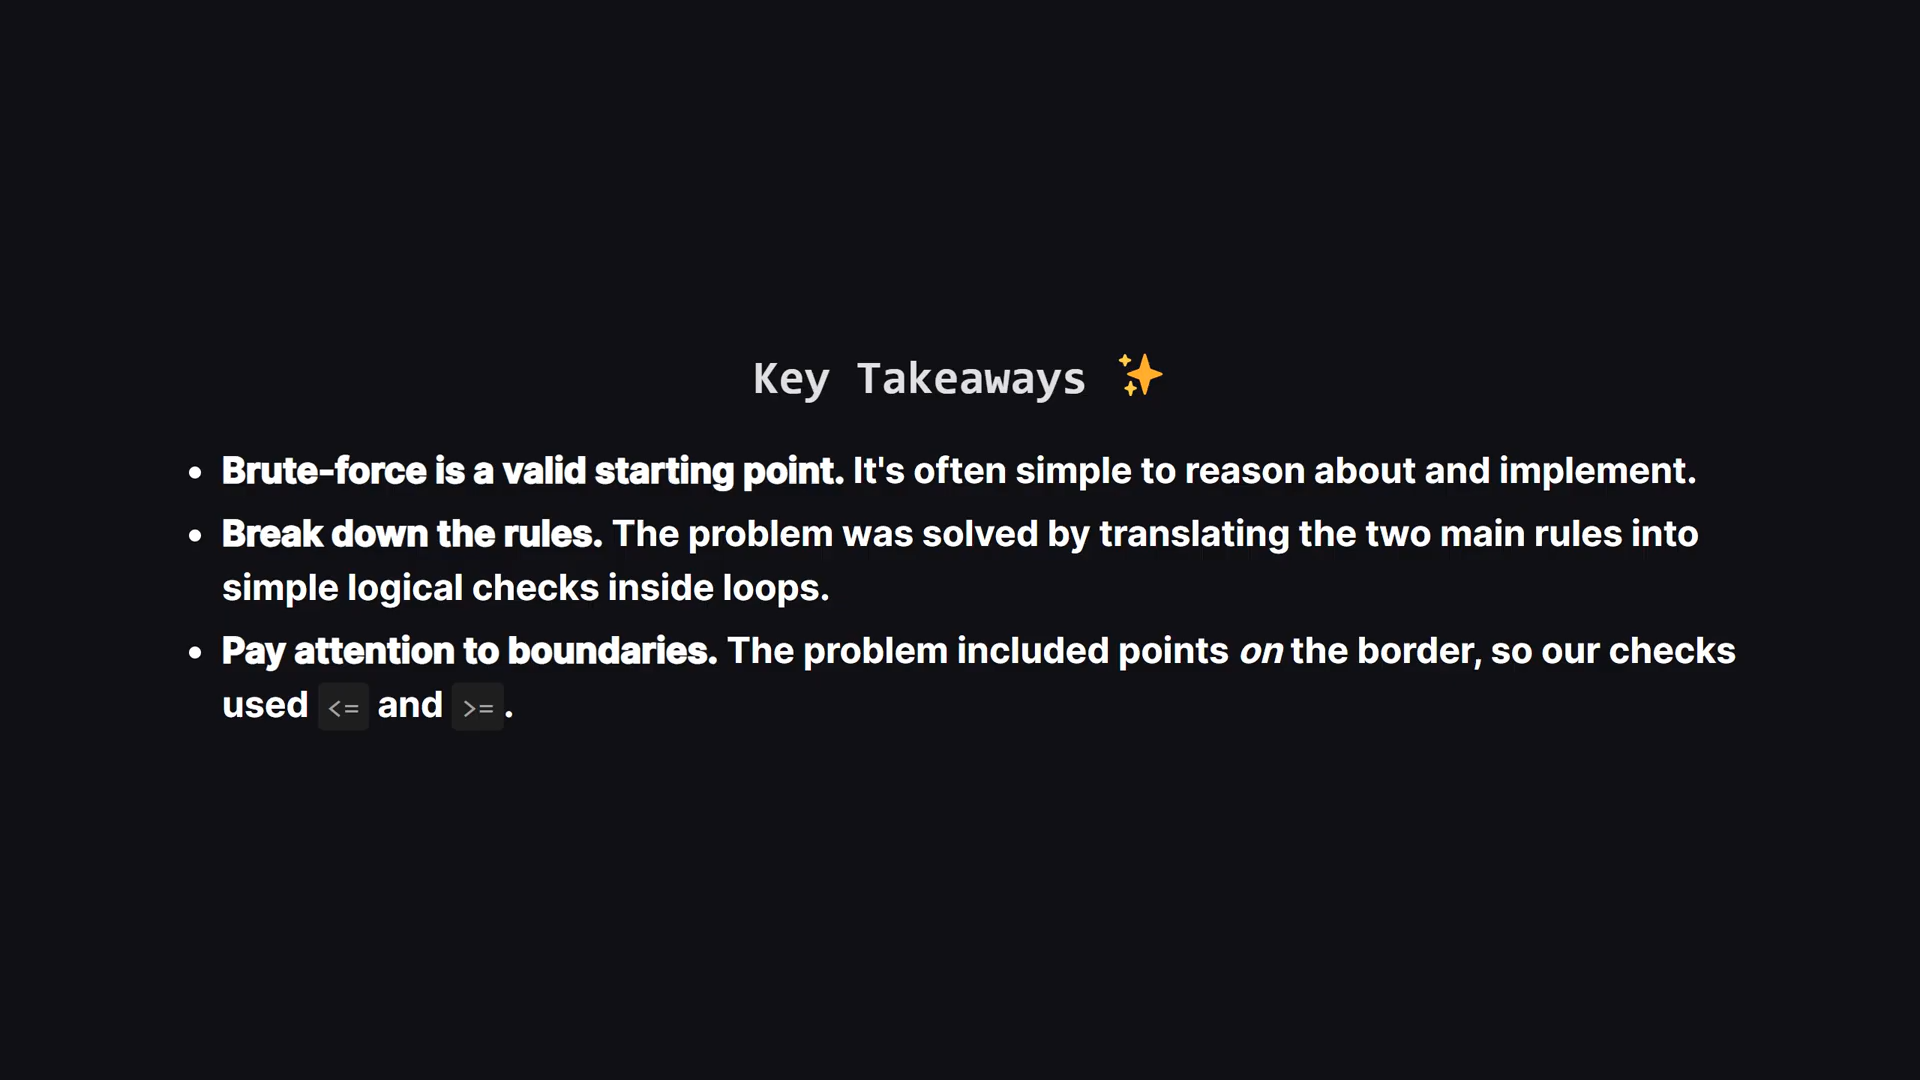 Key Takeaways ✨
• Brute-force is a valid starting point. It's often simple to reason about and implement.
• Break down the rules. The problem was solved by translating the two main rules into
simple logical checks inside loops.
• Pay attention to boundaries. The problem included points on the border, so our checks
used <= and >=.